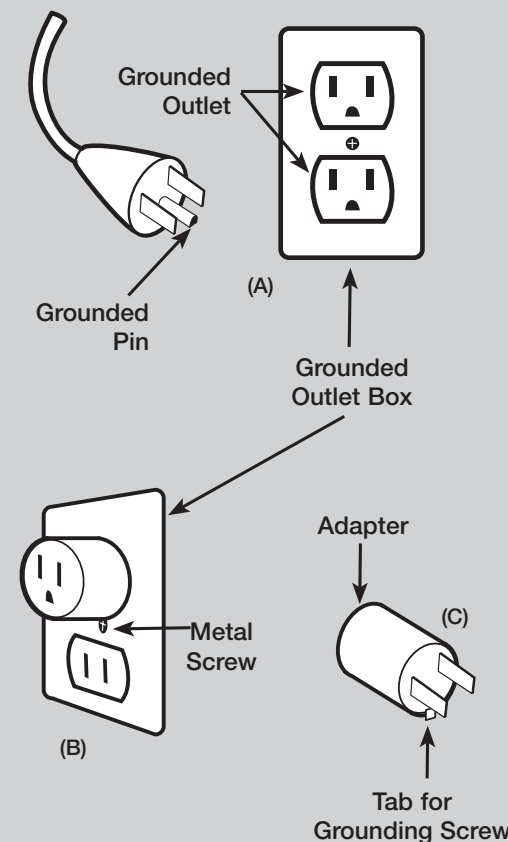 Grounded
Outlet
(A)
Grounded
Pin
Grounded
Outlet Box
Adapter
(C)
Metal
Screw
(B)
Tab for
Grounding Screw